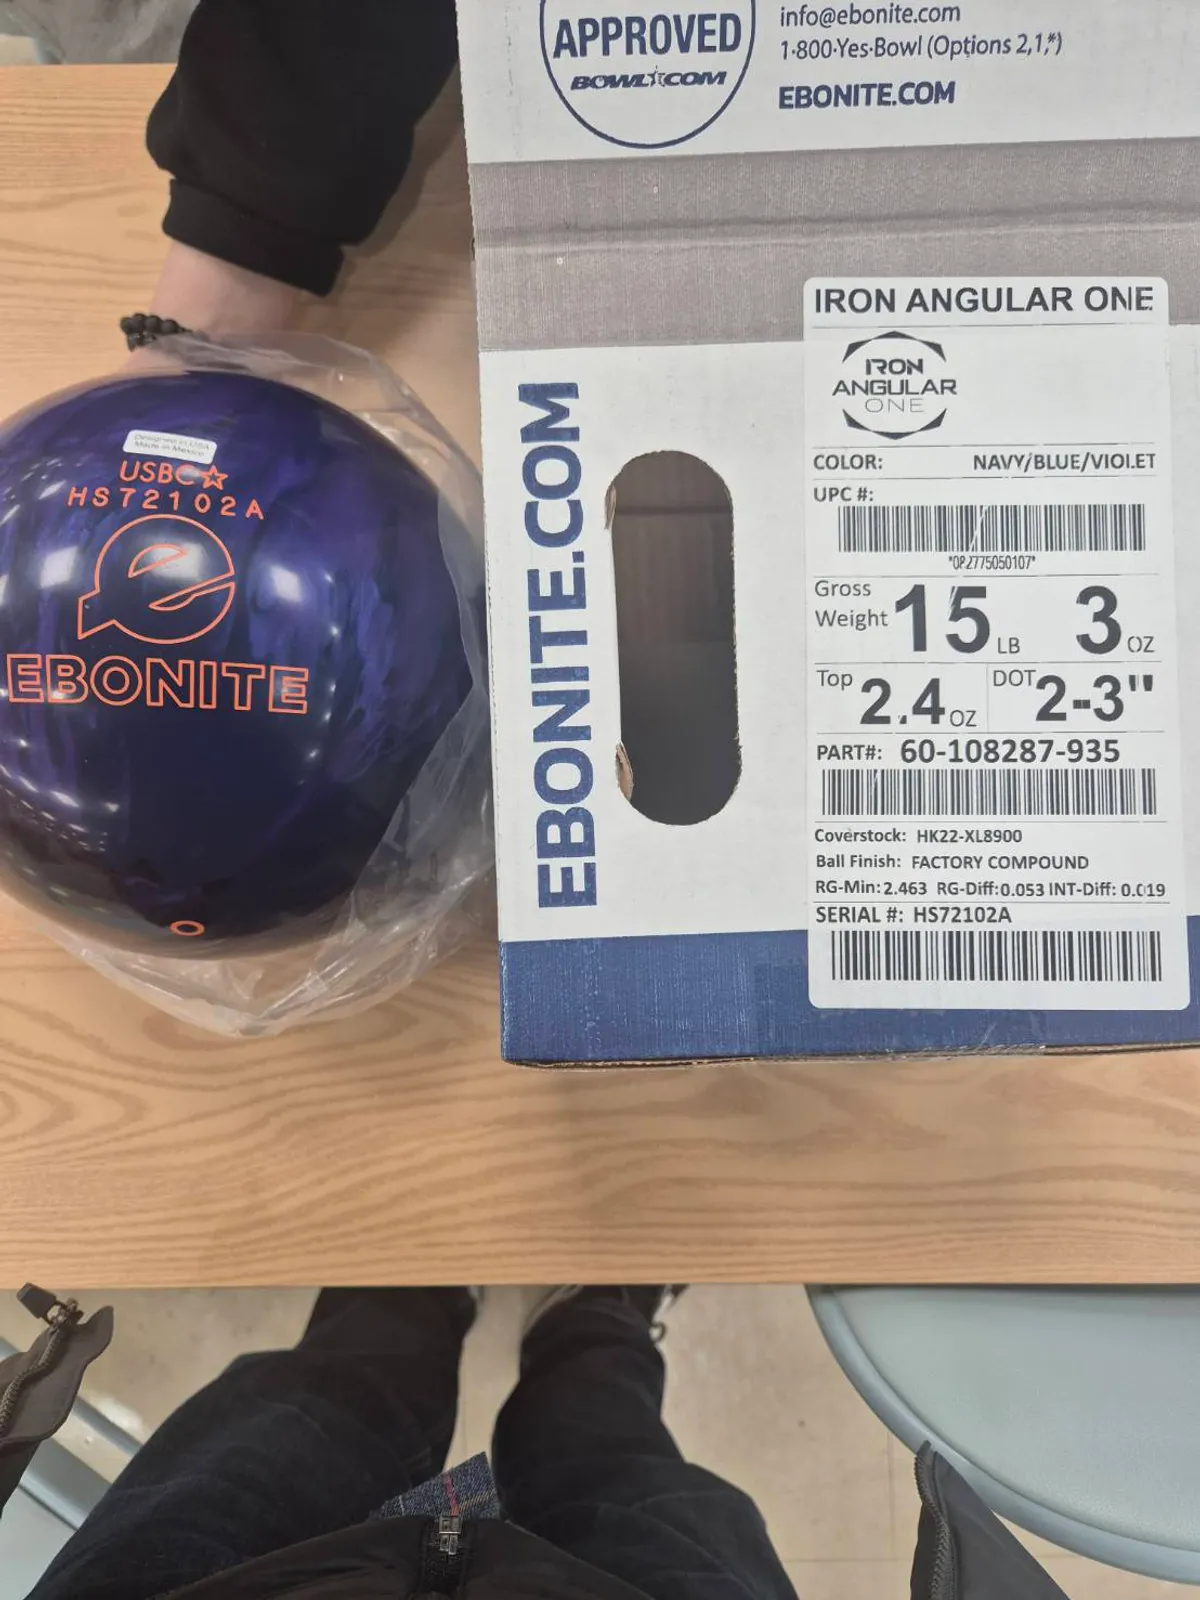 APPROVED
BOWL☆COM
info@ebonite.com
1-800-Yes-Bowl (Options 2,1,*)
EBONITE.COM
Designed in USA
Made in Mexico
USBC☆
HS72102A
e
EBONITE
EBONITE.COM
IRON ANGULAR ONE
IRON
ANGULAR
ONE
COLOR: NAVY/BLUE/VIOLET
UPC #:
Gross
Weight 15 LB 3 OZ
Top 2.4 OZ DOT 2-3"
PART#: 60-108287-935
Coverstock: HK22-XL8900
Ball Finish: FACTORY COMPOUND
RG-Min: 2.463 RG-Diff: 0.053 INT-Diff: 0.019
SERIAL #: HS72102A